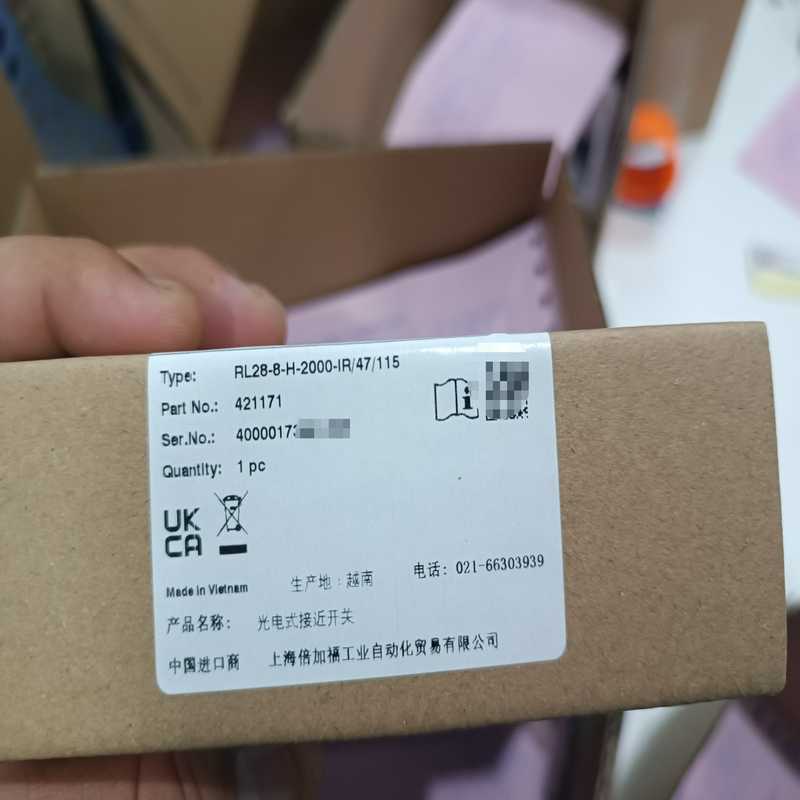 Type: RL28-8-H-2000-IR/47/115
Part No.: 421171
Ser.No.: 4000017
Quantity: 1 pc
UK
CA
Made in Vietnam 生产地：越南 电话: 021-66303939
产品名称： 光电式接近开关
中国进口商 上海倍加福工业自动化贸易有限公司